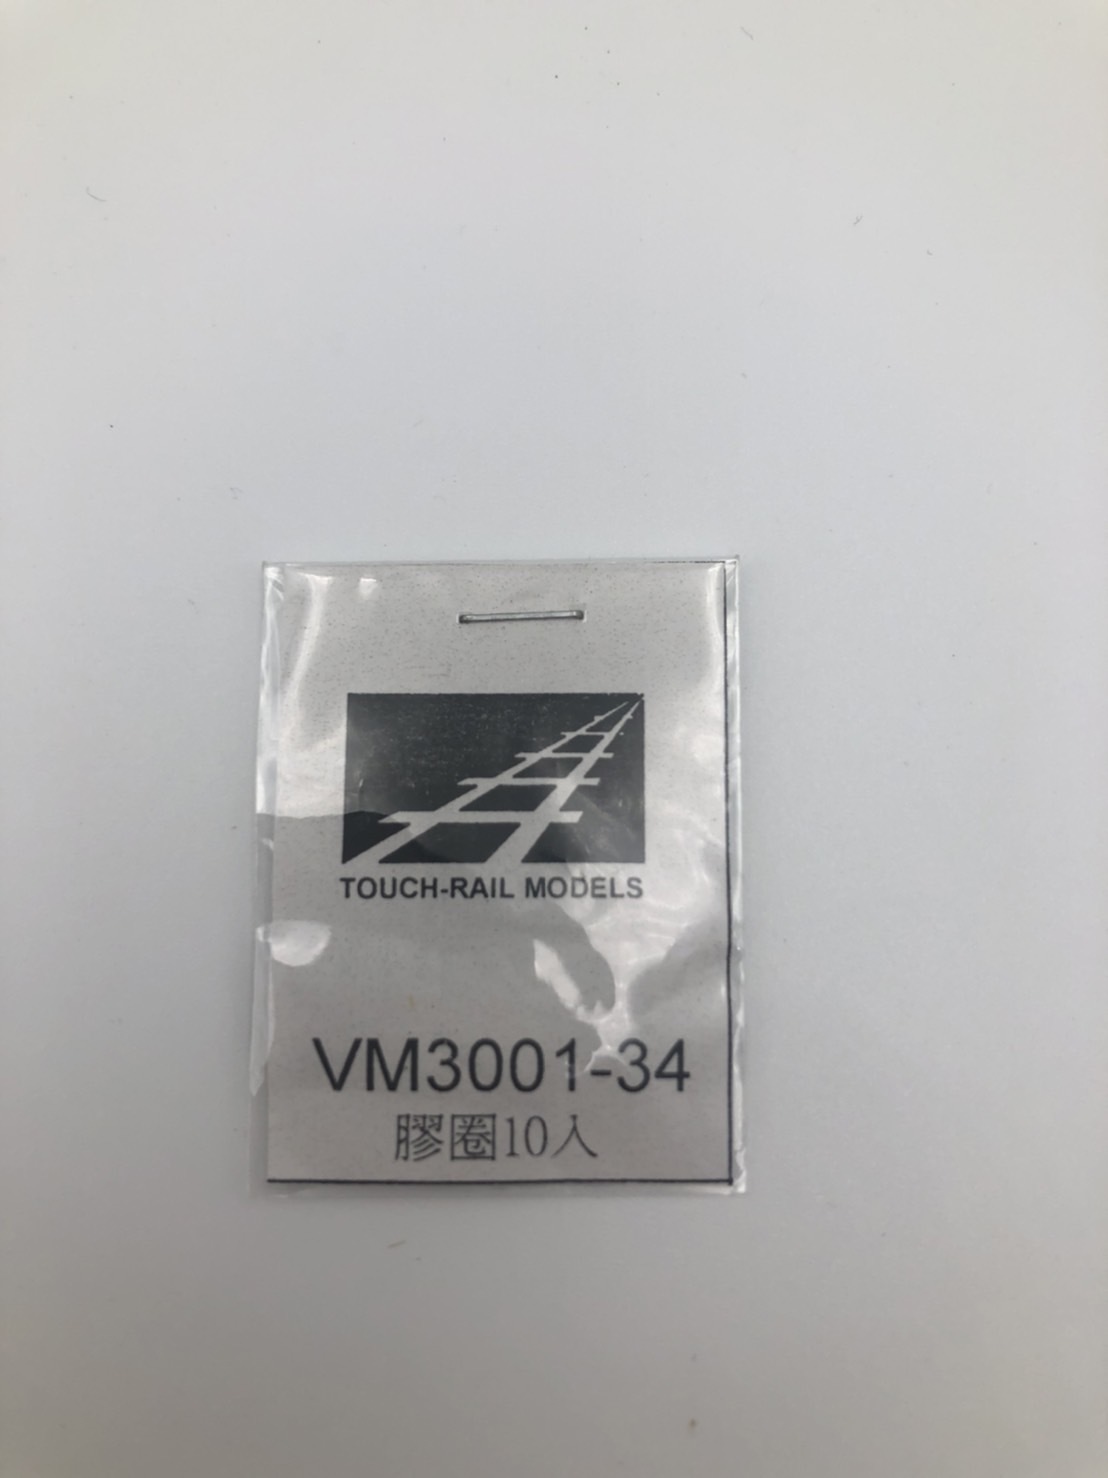 TOUCH-RAIL MODELS
VM3001-34
膠圈10入